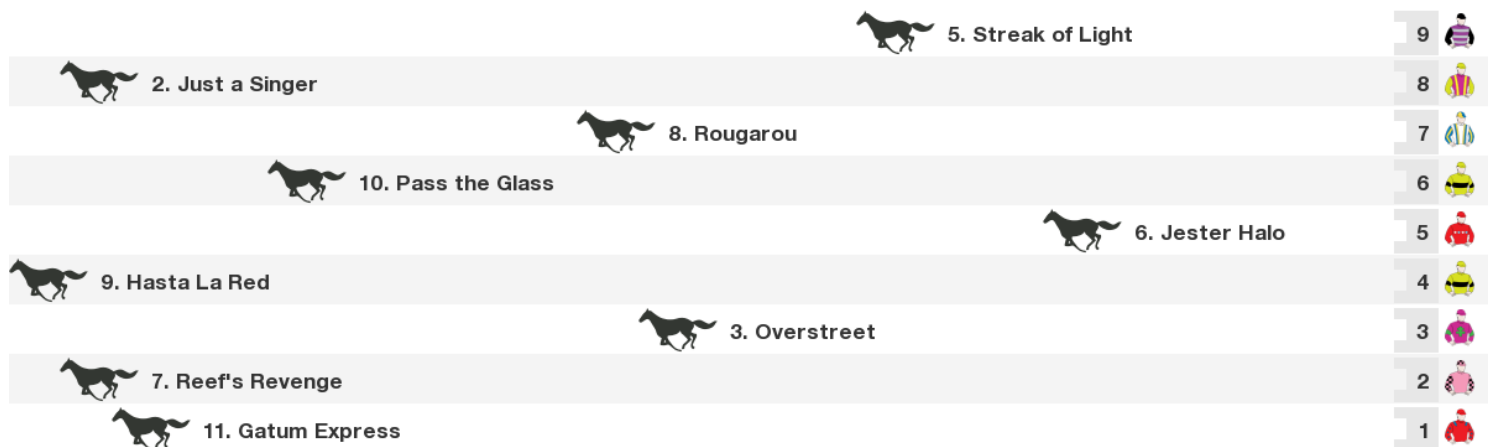 5. Streak of Light 9
2. Just a Singer 8
8. Rougarou 7
10. Pass the Glass 6
6. Jester Halo 5
9. Hasta La Red 4
3. Overstreet 3
7. Reef's Revenge 2
11. Gatum Express 1